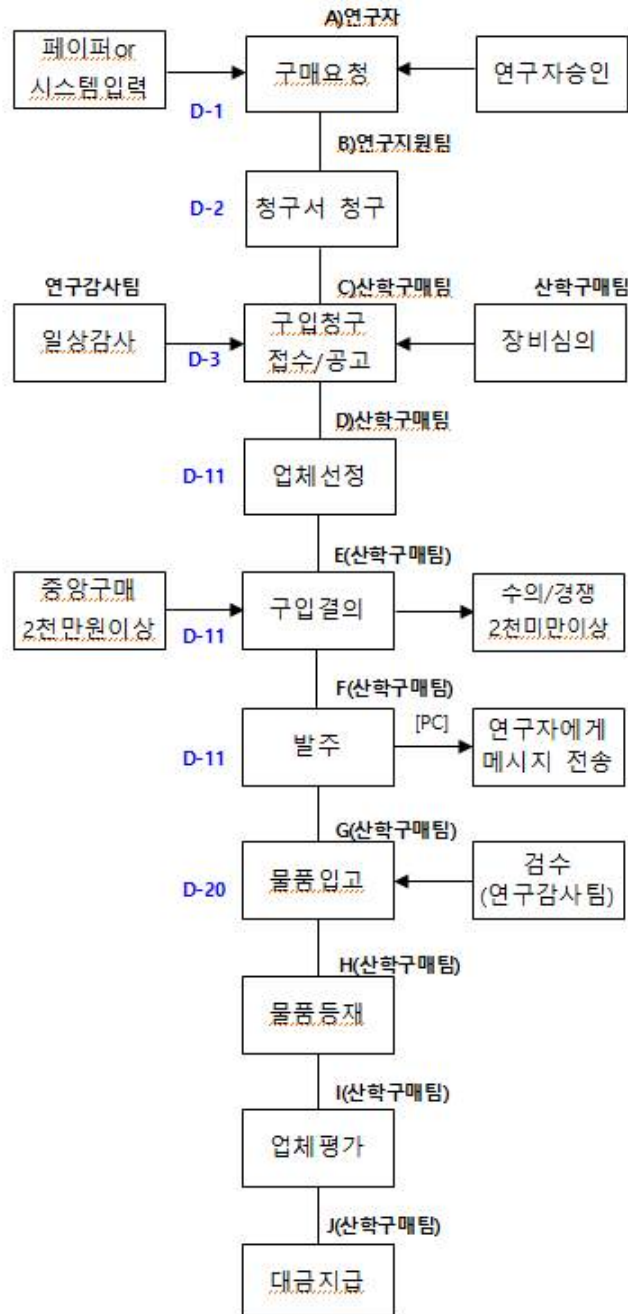 A)연구자
페이퍼or
시스템입력
구매요청
연구자승인
D-1
B)연구지원팀
D-2
청구서 청구
연구감사팀
C)산학구매팀
산학구매팀
일상감사
D-3
구입청구
접수/공고
장비심의
D)산학구매팀
D-11
업체선정
E(산학구매팀)
중앙구매
2천만원이상
D-11
구입결의
수의/경쟁
2천미만이상
F(산학구매팀)
D-11
발주
[PC]
연구자에게
메시지 전송
G(산학구매팀)
D-20
물품입고
검수
(연구감사팀)
H(산학구매팀)
물품등재
I(산학구매팀)
업체평가
J(산학구매팀)
대금지급